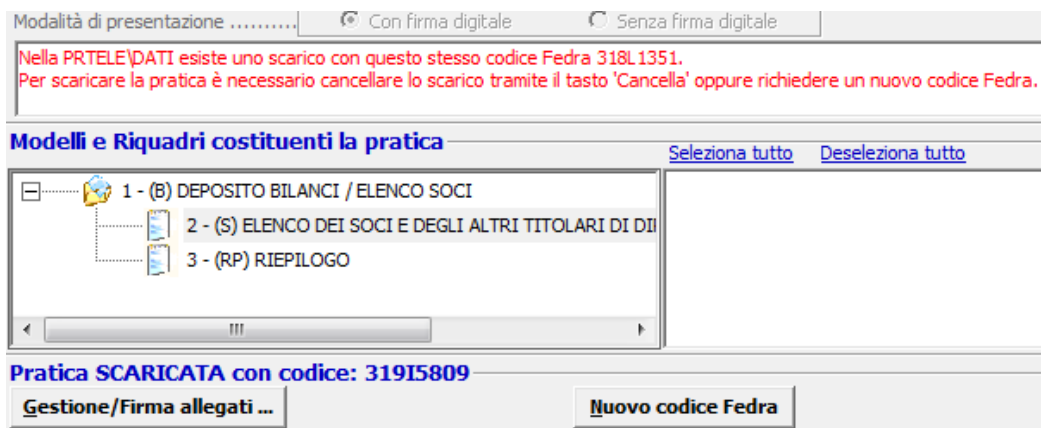 Modalità di presentazione .......... Con firma digitale Senza firma digitale
Nella PRTELE\DATI esiste uno scarico con questo stesso codice Fedra 318L1351.
Per scaricare la pratica è necessario cancellare lo scarico tramite il tasto 'Cancella' oppure richiedere un nuovo codice Fedra.
Modelli e Riquadri costituenti la pratica
Seleziona tutto Deseleziona tutto
1 - (B) DEPOSITO BILANCI / ELENCO SOCI
2 - (S) ELENCO DEI SOCI E DEGLI ALTRI TITOLARI DI
3 - (RP) RIEPILOGO
Pratica SCARICATA con codice: 319I5809
Gestione/Firma allegati ... Nuovo codice Fedra